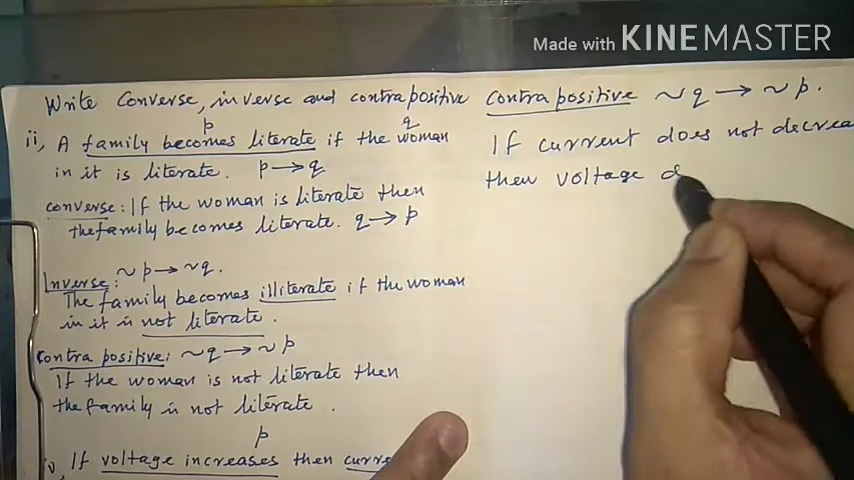 Made with KINEMASTER
Write Converse, inverse and contrapositive
p q
ii, A family becomes literate if the woman
in it is literate. p → q
converse: If the woman is literate then
the family becomes literate. q → p
Inverse: ~p → ~q.
The family becomes illiterate if the woman
in it is not literate.
Contrapositive: ~q → ~p
If the woman is not literate then
the family is not literate.
p
If voltage increases then
Contrapositive ~q → ~p.
If current does not
then voltage d